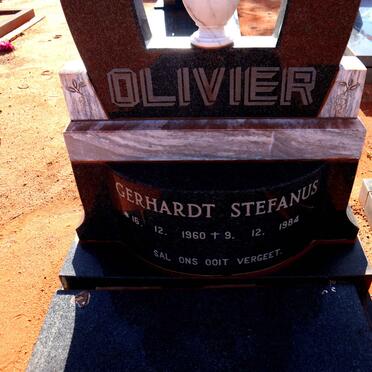 OLIVIER
GERHARDT STEFANUS
*16. 12. 1960 ✝ 9. 12. 1984
SAL ONS OOIT VERGEET.